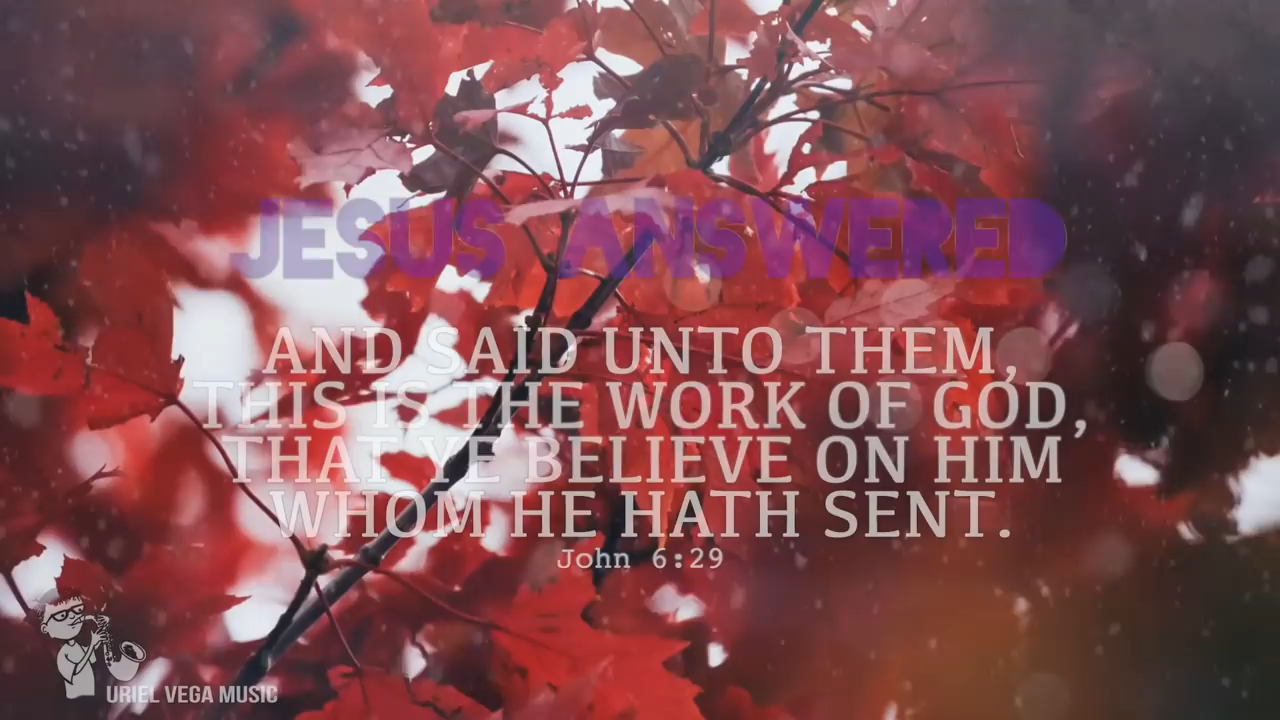 JESUS ANSWERED
AND SAID UNTO THEM,
THIS IS THE WORK OF GOD,
THAT YE BELIEVE ON HIM
WHOM HE HATH SENT.
John 6:29
URIEL VEGA MUSIC